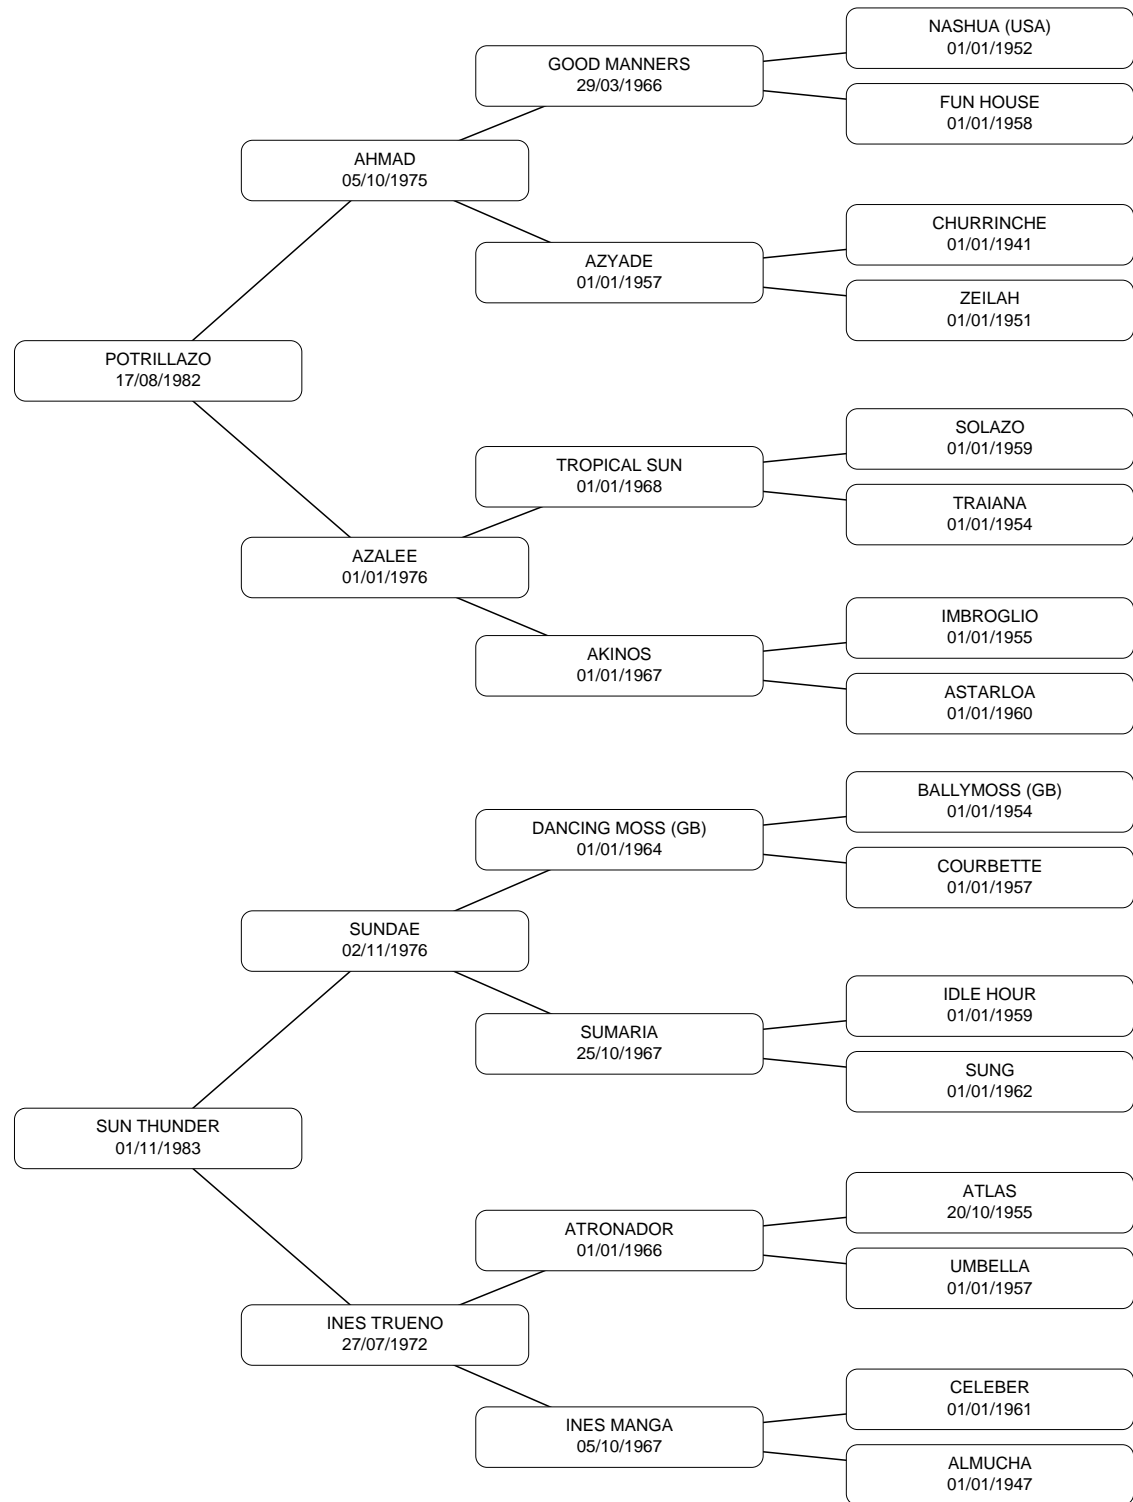 NASHUA (USA)
01/01/1952
GOOD MANNERS
29/03/1966
FUN HOUSE
01/01/1958
AHMAD
05/10/1975
CHURRINCHE
01/01/1941
AZYADE
01/01/1957
ZEILAH
01/01/1951
POTRILLAZO
17/08/1982
SOLAZO
01/01/1959
TROPICAL SUN
01/01/1968
TRAIANA
01/01/1954
AZALEE
01/01/1976
IMBROGLIO
01/01/1955
AKINOS
01/01/1967
ASTARLOA
01/01/1960
BALLYMOSS (GB)
01/01/1954
DANCING MOSS (GB)
01/01/1964
COURBETTE
01/01/1957
SUNDAE
02/11/1976
IDLE HOUR
01/01/1959
SUMARIA
25/10/1967
SUNG
01/01/1962
SUN THUNDER
01/11/1983
ATLAS
20/10/1955
ATRONADOR
01/01/1966
UMBELLA
01/01/1957
INES TRUENO
27/07/1972
CELEBER
01/01/1961
INES MANGA
05/10/1967
ALMUCHA
01/01/1947